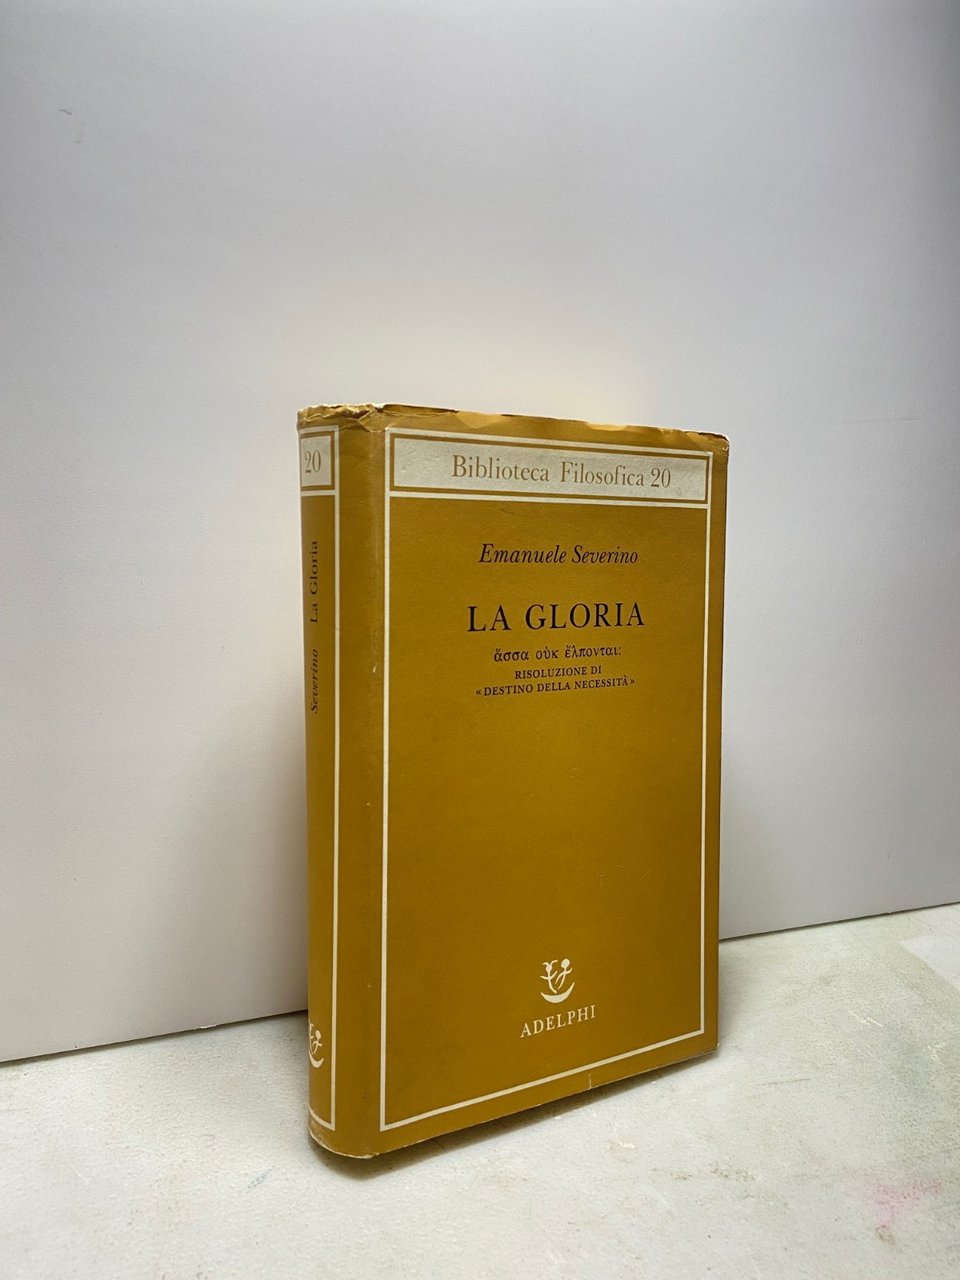 20
Severino La Gloria
Biblioteca Filosofica 20
Emanuele Severino
LA GLORIA
ἅσσα οὐκ ἔλπονται:
RISOLUZIONE DI
«DESTINO DELLA NECESSITÀ»
ADELPHI